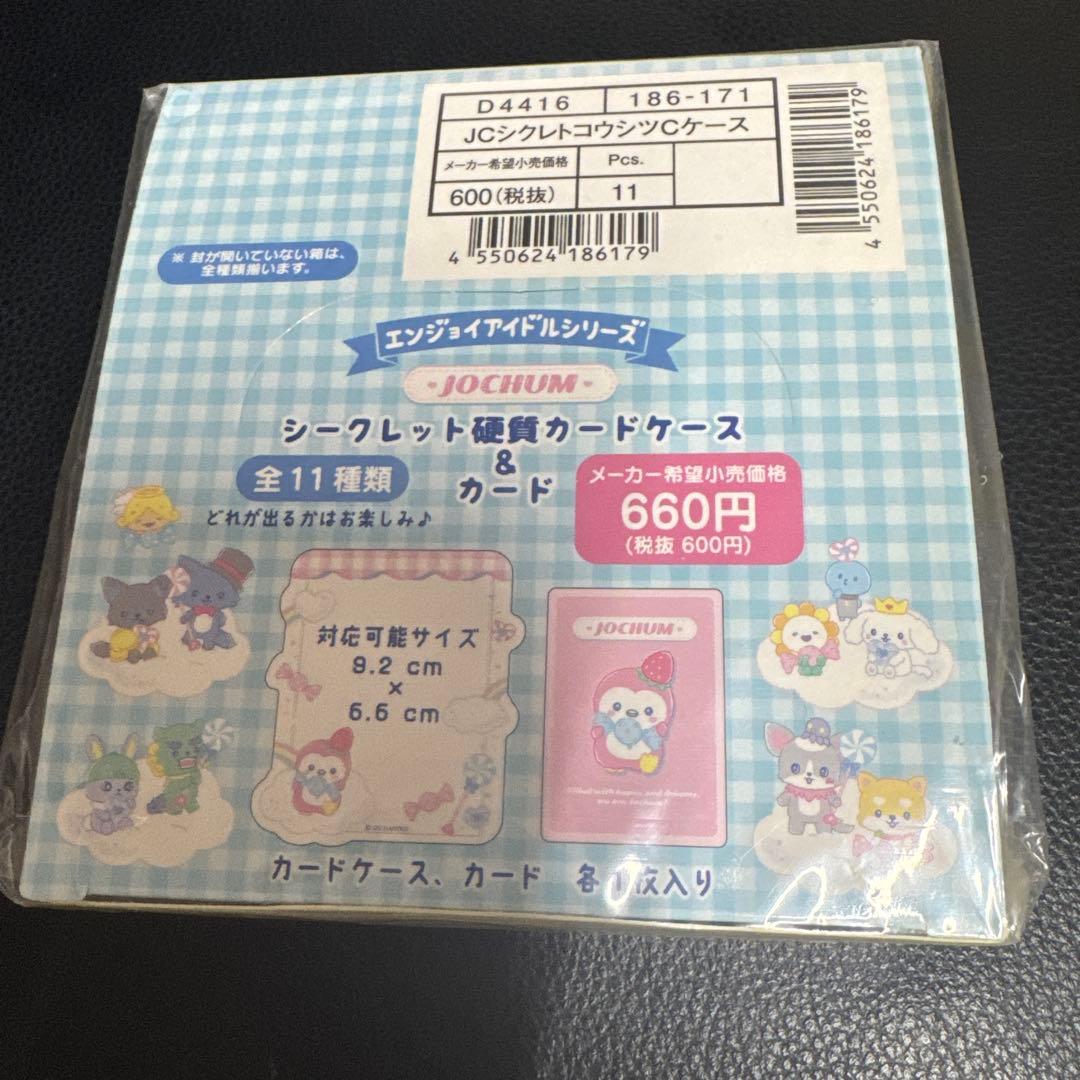 D4416 186-171
JCシクレトコウシツCケース
メーカー希望小売価格 Pcs.
600(税抜) 11
4 550624 186179
4 550624 186179
※ 封が開いていない箱は、
全種類揃います。
エンジョイアイドルシリーズ
JOCHUM
シークレット硬質カードケース
&
カード
全11種類
どれが出るかはお楽しみ♪
メーカー希望小売価格
660円
(税抜 600円)
対応可能サイズ
9.2 cm
×
6.6 cm
JOCHUM
カードケース、カード 各1枚入り